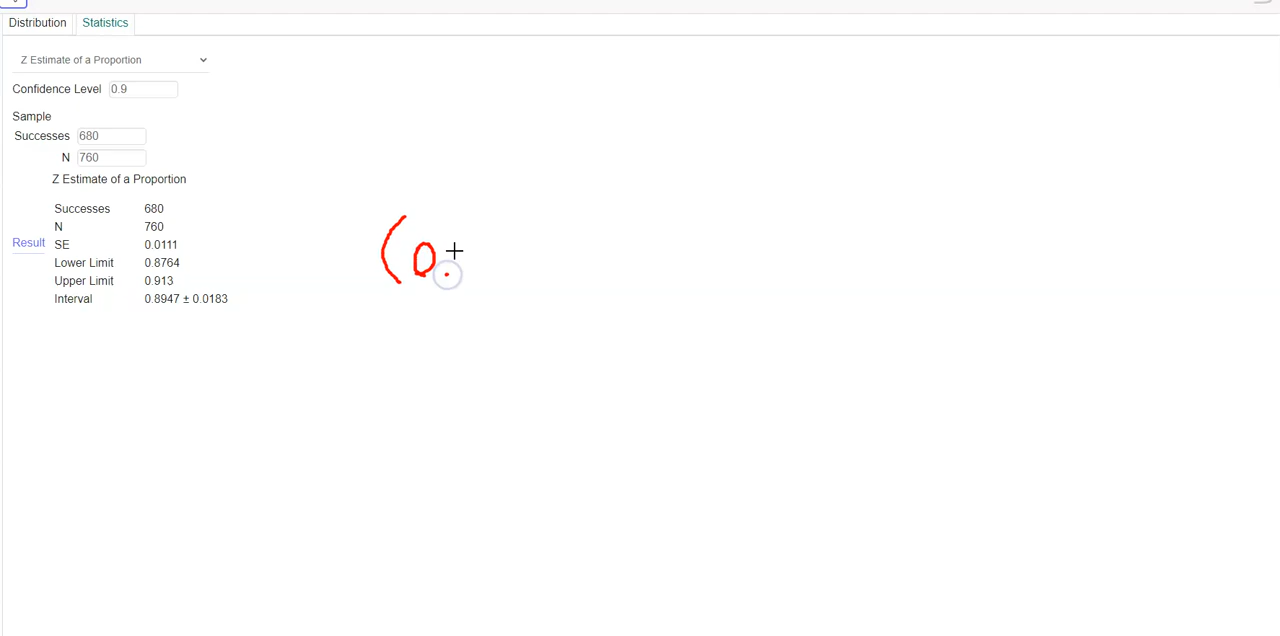 Distribution Statistics
Z Estimate of a Proportion
Confidence Level 0.9
Sample
Successes 680
N 760
Z Estimate of a Proportion
Successes 680
N 760
Result SE 0.0111
Lower Limit 0.8764
Upper Limit 0.913
Interval 0.8947 ± 0.0183
(0.